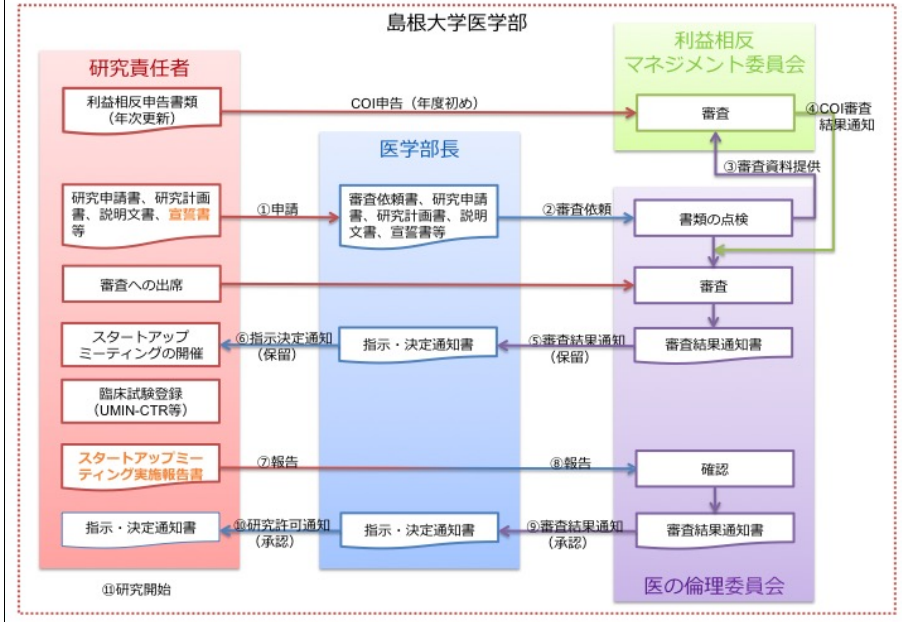 島根大学医学部
研究責任者
利益相反
マネジメント委員会
利益相反申告書類
（年次更新）
COI申告（年度初め）
審査
④COI審査
結果通知
医学部長
③審査資料提供
研究申請書、研究計画
書、説明文書、宣誓書
等
①申請
審査依頼書、研究申請
書、研究計画書、説明
文書、宣誓書等
②審査依頼
書類の点検
審査への出席
審査
スタートアップ
ミーティングの開催
⑥指示決定通知
（保留）
指示・決定通知書
⑤審査結果通知
（保留）
審査結果通知書
臨床試験登録
（UMIN-CTR等）
スタートアップミー
ティング実施報告書
⑦報告
⑧報告
確認
指示・決定通知書
⑩研究許可通知
（承認）
指示・決定通知書
⑨審査結果通知
（承認）
審査結果通知書
⑪研究開始
医の倫理委員会